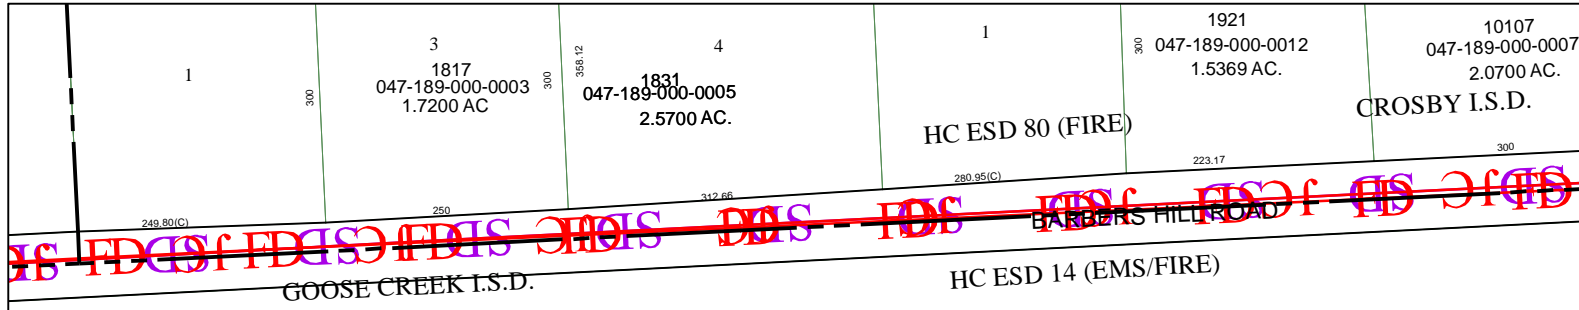 1
3
1817
047-189-000-0003
1.7200 AC
300
300
358.12
4
1831
047-189-000-0005
2.5700 AC.
1
300
1921
047-189-000-0012
1.5369 AC.
10107
047-189-000-0007
2.0700 AC.
CROSBY I.S.D.
HC ESD 80 (FIRE)
249.80(C)
250
312.66
280.95(C)
223.17
300
BARBERS HILL ROAD
GOOSE CREEK I.S.D.
HC ESD 14 (EMS/FIRE)